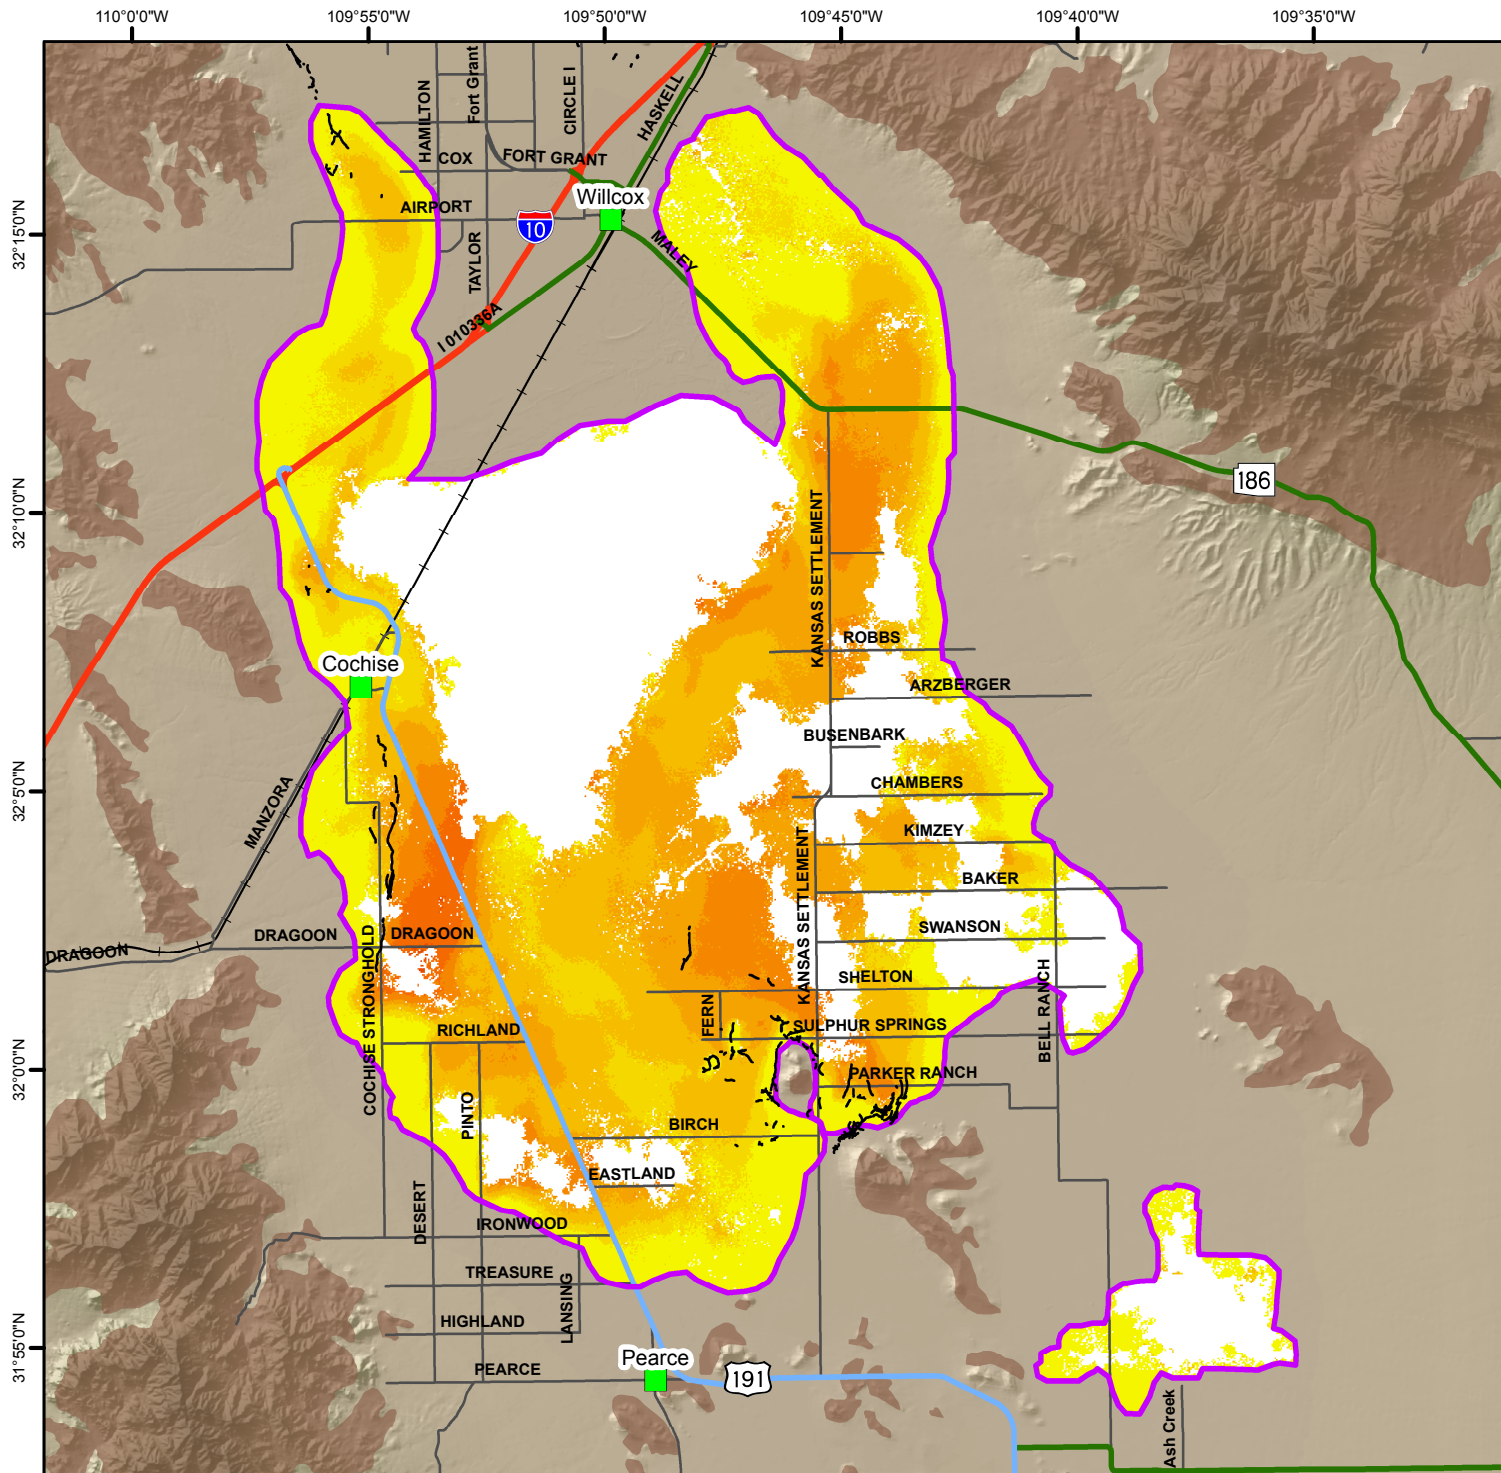 110°0'0"W
109°55'0"W
109°50'0"W
109°45'0"W
109°40'0"W
109°35'0"W
32°15'0"N
32°10'0"N
32°5'0"N
32°0'0"N
31°55'0"N
HAMILTON
Fort Grant
CIRCLE I
HASKELL
COX
FORT GRANT
Willcox
AIRPORT
10
TAYLOR
MALEY
I 010336A
186
KANSAS SETTLEMENT
ROBBS
Cochise
ARZBERGER
BUSENBARK
CHAMBERS
MANZORA
KIMZEY
KANSAS SETTLEMENT
BAKER
SWANSON
DRAGOON
DRAGOON
DRAGOON
COCHISE STRONGHOLD
SHELTON
BELL RANCH
FERN
RICHLAND
SULPHUR SPRINGS
PARKER RANCH
PINTO
BIRCH
EASTLAND
DESERT
IRONWOOD
TREASURE
LANSING
HIGHLAND
Pearce
PEARCE
191
Ash Creek